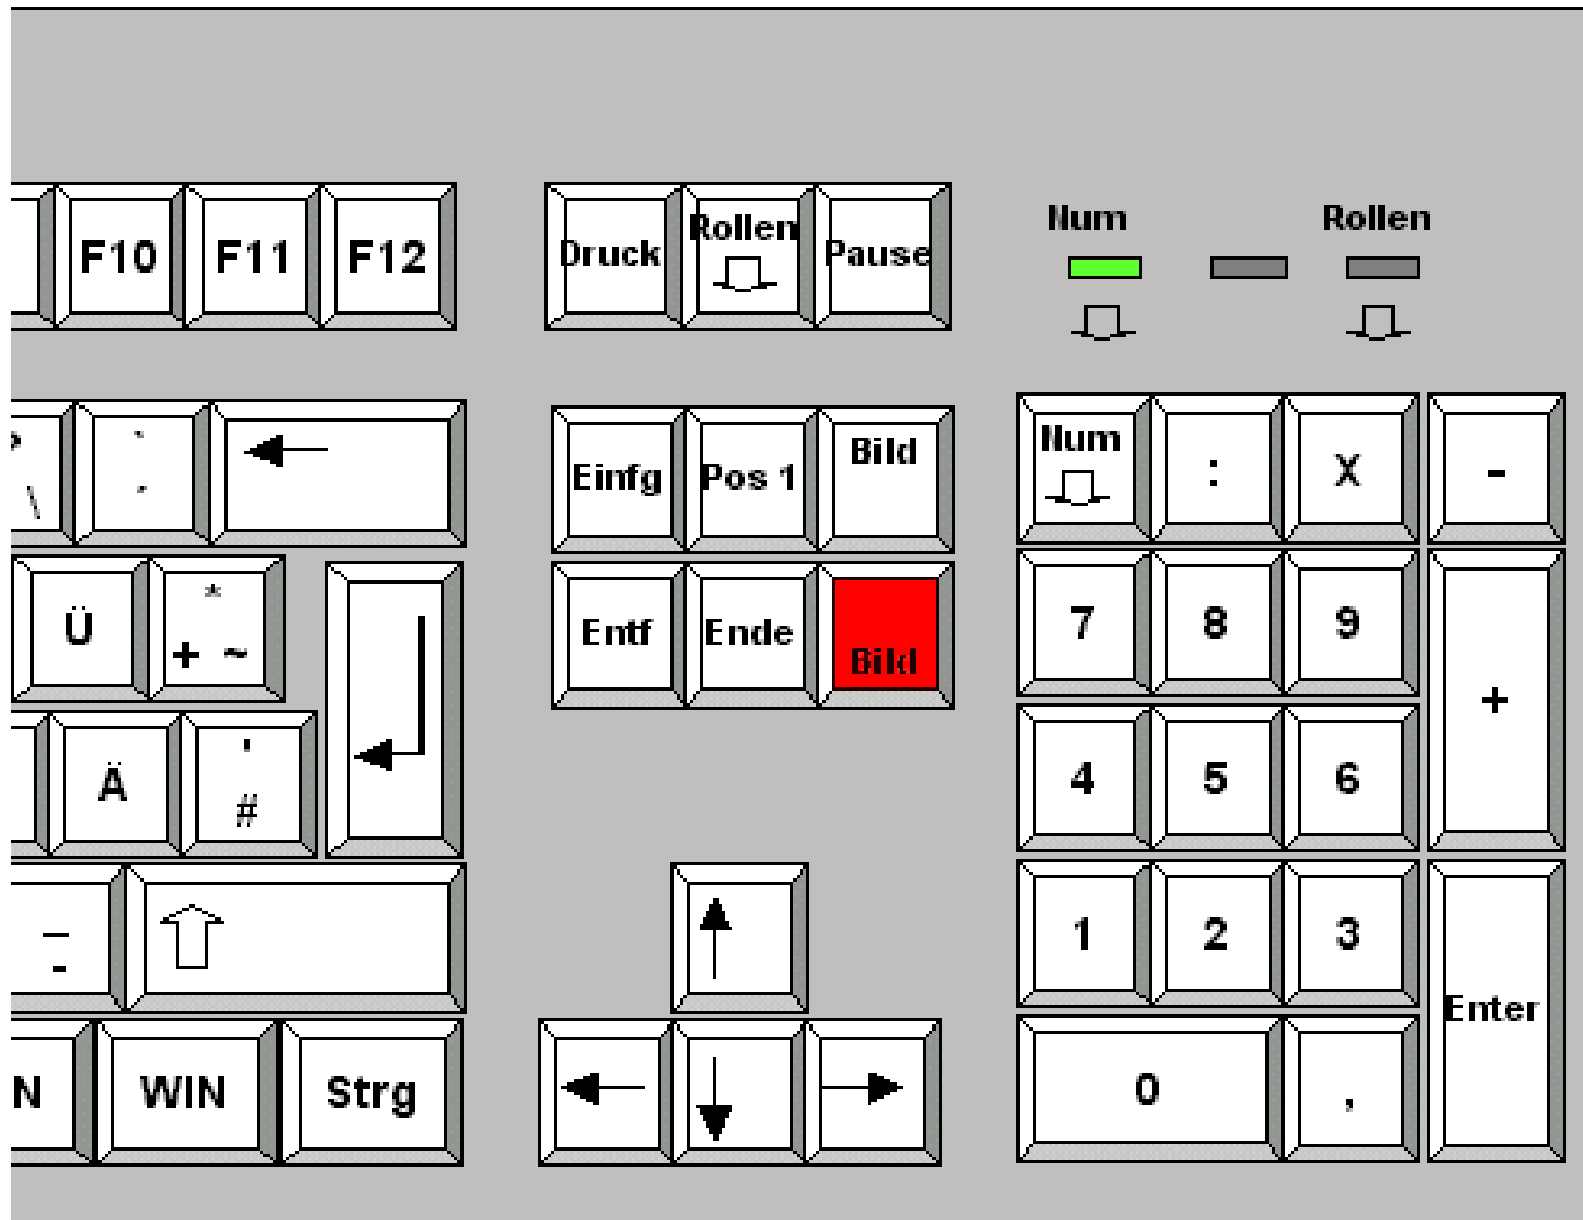 F10 F11 F12 Druck Rollen Pause Num Rollen
` ´
\
Einfg Pos 1 Bild Num : X -
Ü * + ~ Entf Ende Bild 7 8 9 +
Ä ' # 4 5 6
_ - 1 2 3 Enter
N WIN Strg 0 ,